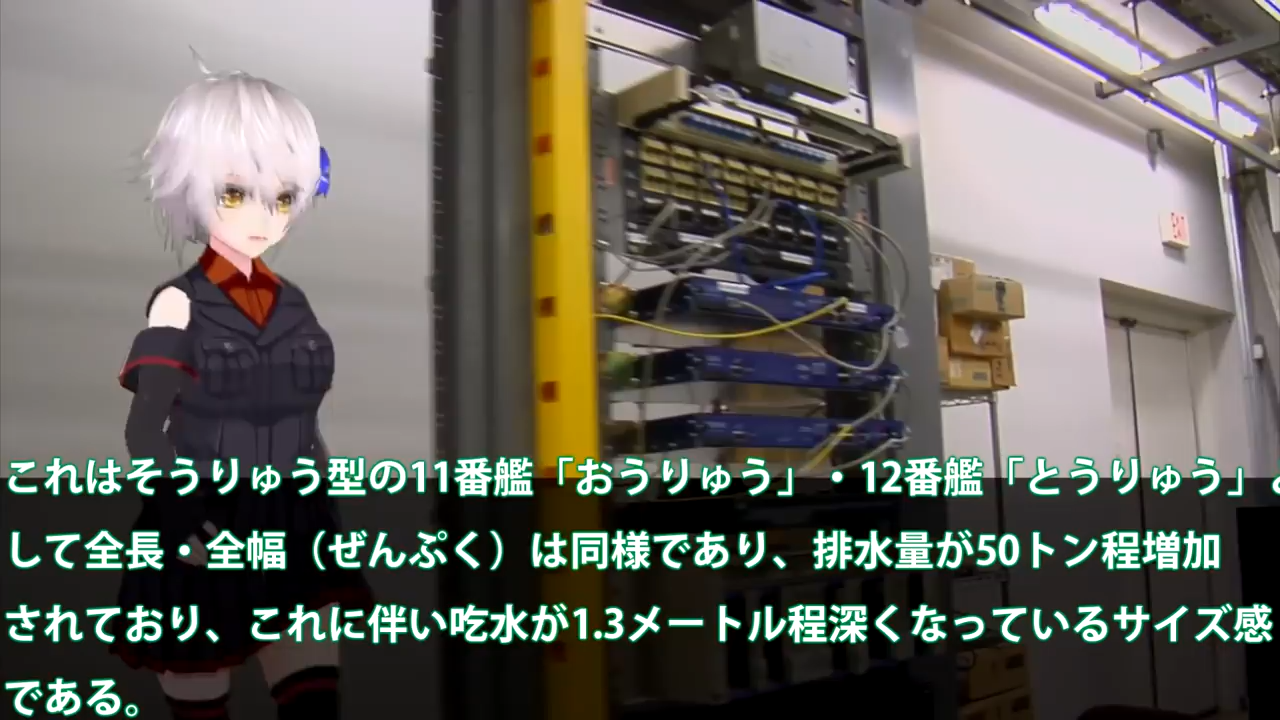 EXIT
これはそうりゅう型の11番艦「おうりゅう」・12番艦「とうりゅう」と
して全長・全幅（ぜんぷく）は同様であり、排水量が50トン程増加
されており、これに伴い吃水が1.3メートル程深くなっているサイズ感
である。